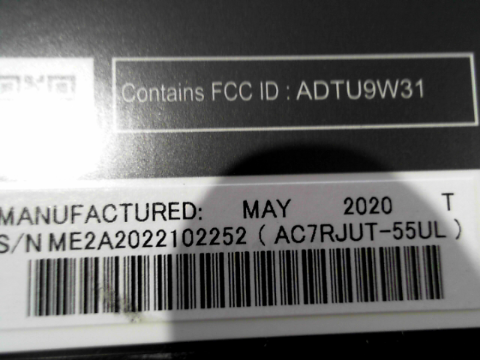 Contains FCC ID : ADTU9W31
MANUFACTURED: MAY 2020 T
S/N ME2A2022102252 ( AC7RJUT-55UL )